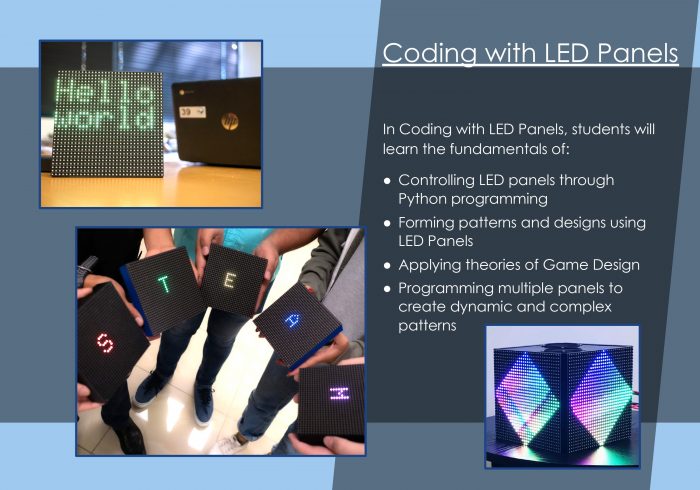 Coding with LED Panels
Hello
world
39
hp
In Coding with LED Panels, students will
learn the fundamentals of:
● Controlling LED panels through
Python programming
● Forming patterns and designs using
LED Panels
● Applying theories of Game Design
● Programming multiple panels to
create dynamic and complex
patterns
S
T
E
A
M